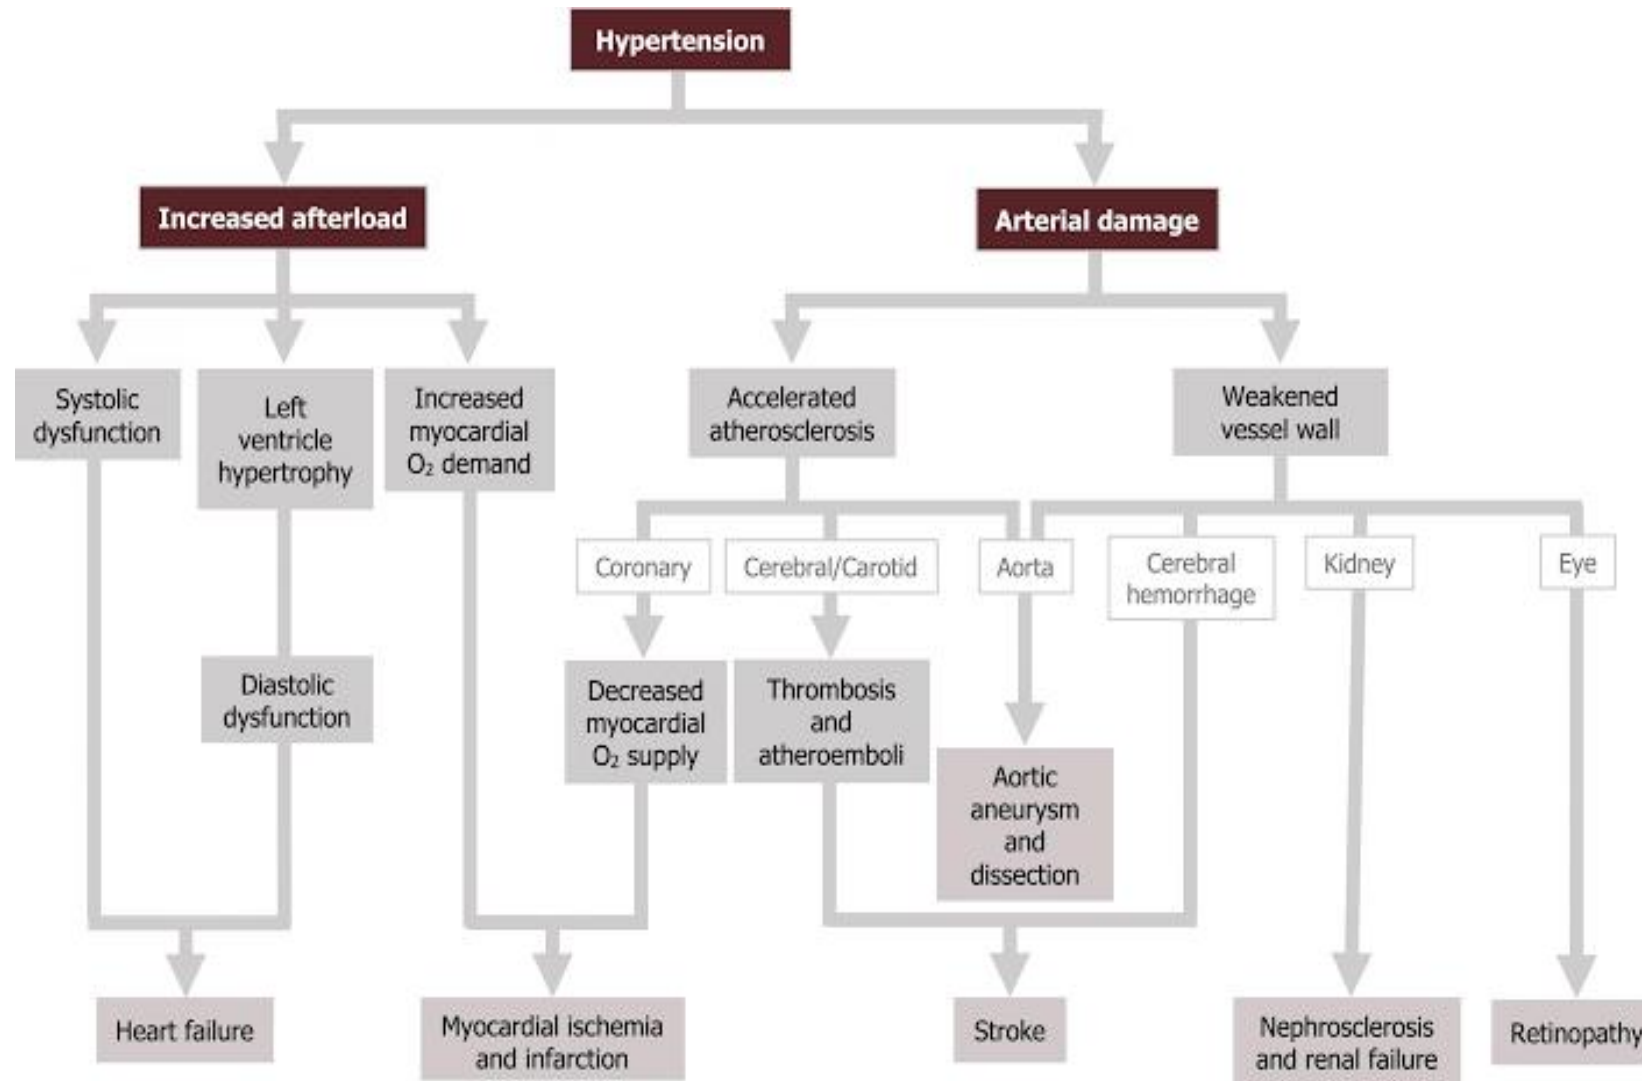 Hypertension
Increased afterload
Arterial damage
Systolic
dysfunction
Left
ventricle
hypertrophy
Increased
myocardial
O₂ demand
Accelerated
atherosclerosis
Weakened
vessel wall
Coronary
Cerebral/Carotid
Aorta
Cerebral
hemorrhage
Kidney
Eye
Diastolic
dysfunction
Decreased
myocardial
O₂ supply
Thrombosis
and
atheroemboli
Aortic
aneurysm
and
dissection
Heart failure
Myocardial ischemia
and infarction
Stroke
Nephrosclerosis
and renal failure
Retinopathy